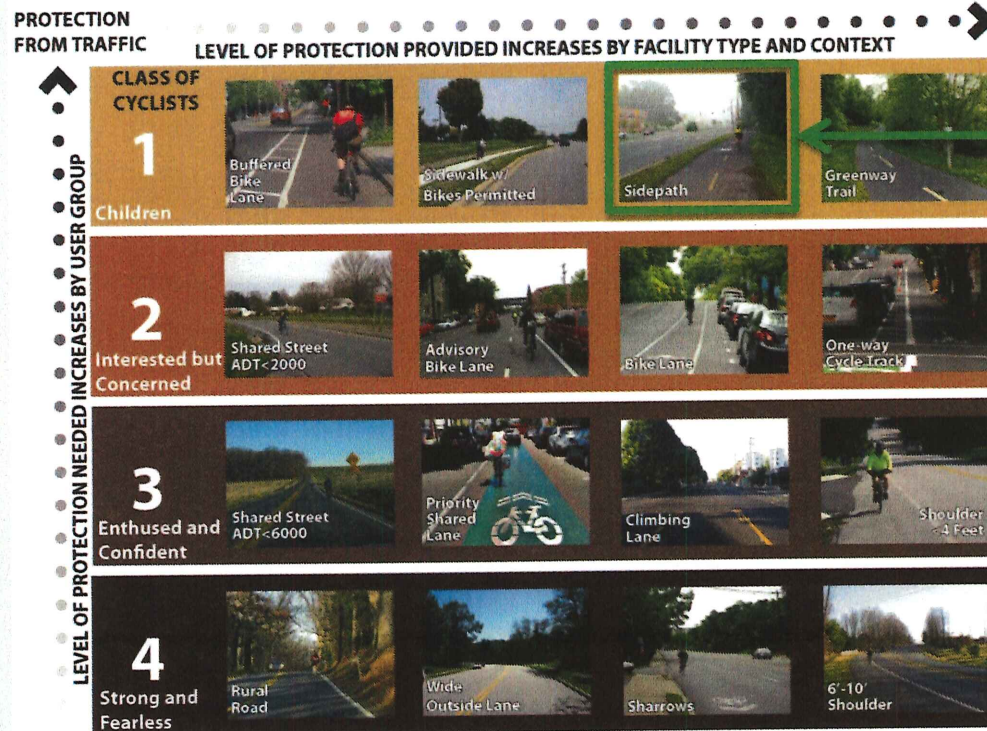 PROTECTION
FROM TRAFFIC
LEVEL OF PROTECTION PROVIDED INCREASES BY FACILITY TYPE AND CONTEXT
LEVEL OF PROTECTION NEEDED INCREASES BY USER GROUP
CLASS OF
CYCLISTS
1
Children
Buffered
Bike
Lane
Sidewalk w/
Bikes Permitted
Sidepath
Greenway
Trail
2
Interested but
Concerned
Shared Street
ADT<2000
Advisory
Bike Lane
Bike Lane
One-way
Cycle Track
3
Enthused and
Confident
Shared Street
ADT<6000
Priority
Shared
Lane
Climbing
Lane
Shoulder
<4 Feet
4
Strong and
Fearless
Rural
Road
Wide
Outside Lane
Sharrows
6'-10'
Shoulder